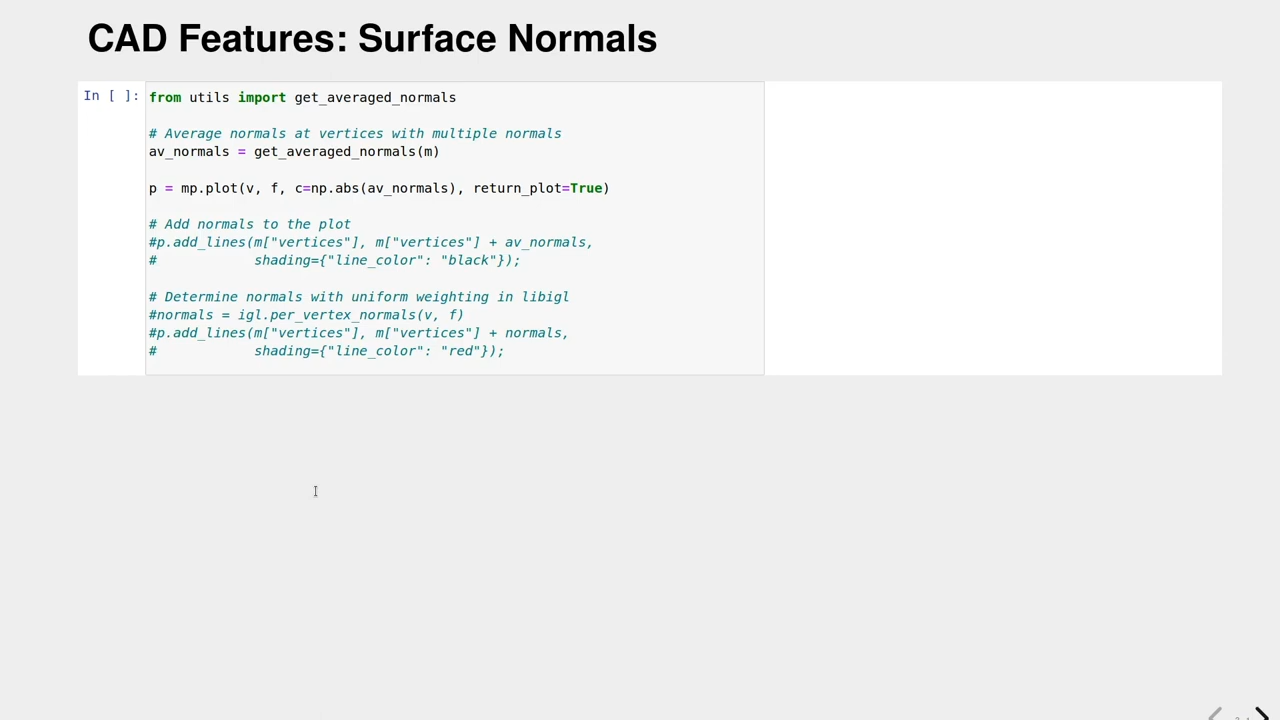 CAD Features: Surface Normals
In [ ]:
from utils import get_averaged_normals
# Average normals at vertices with multiple normals
av_normals = get_averaged_normals(m)
p = mp.plot(v, f, c=np.abs(av_normals), return_plot=True)
# Add normals to the plot
#p.add_lines(m["vertices"], m["vertices"] + av_normals,
#            shading={"line_color": "black"});
# Determine normals with uniform weighting in libigl
#normals = igl.per_vertex_normals(v, f)
#p.add_lines(m["vertices"], m["vertices"] + normals,
#            shading={"line_color": "red"});